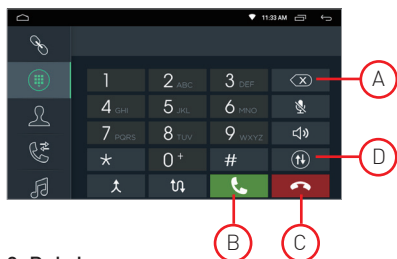 11:33 AM
1 2 ABC 3 DEF A
4 GHI 5 JKL 6 MNO
7 PQRS 8 TUV 9 WXYZ
* 0 + # D
B C